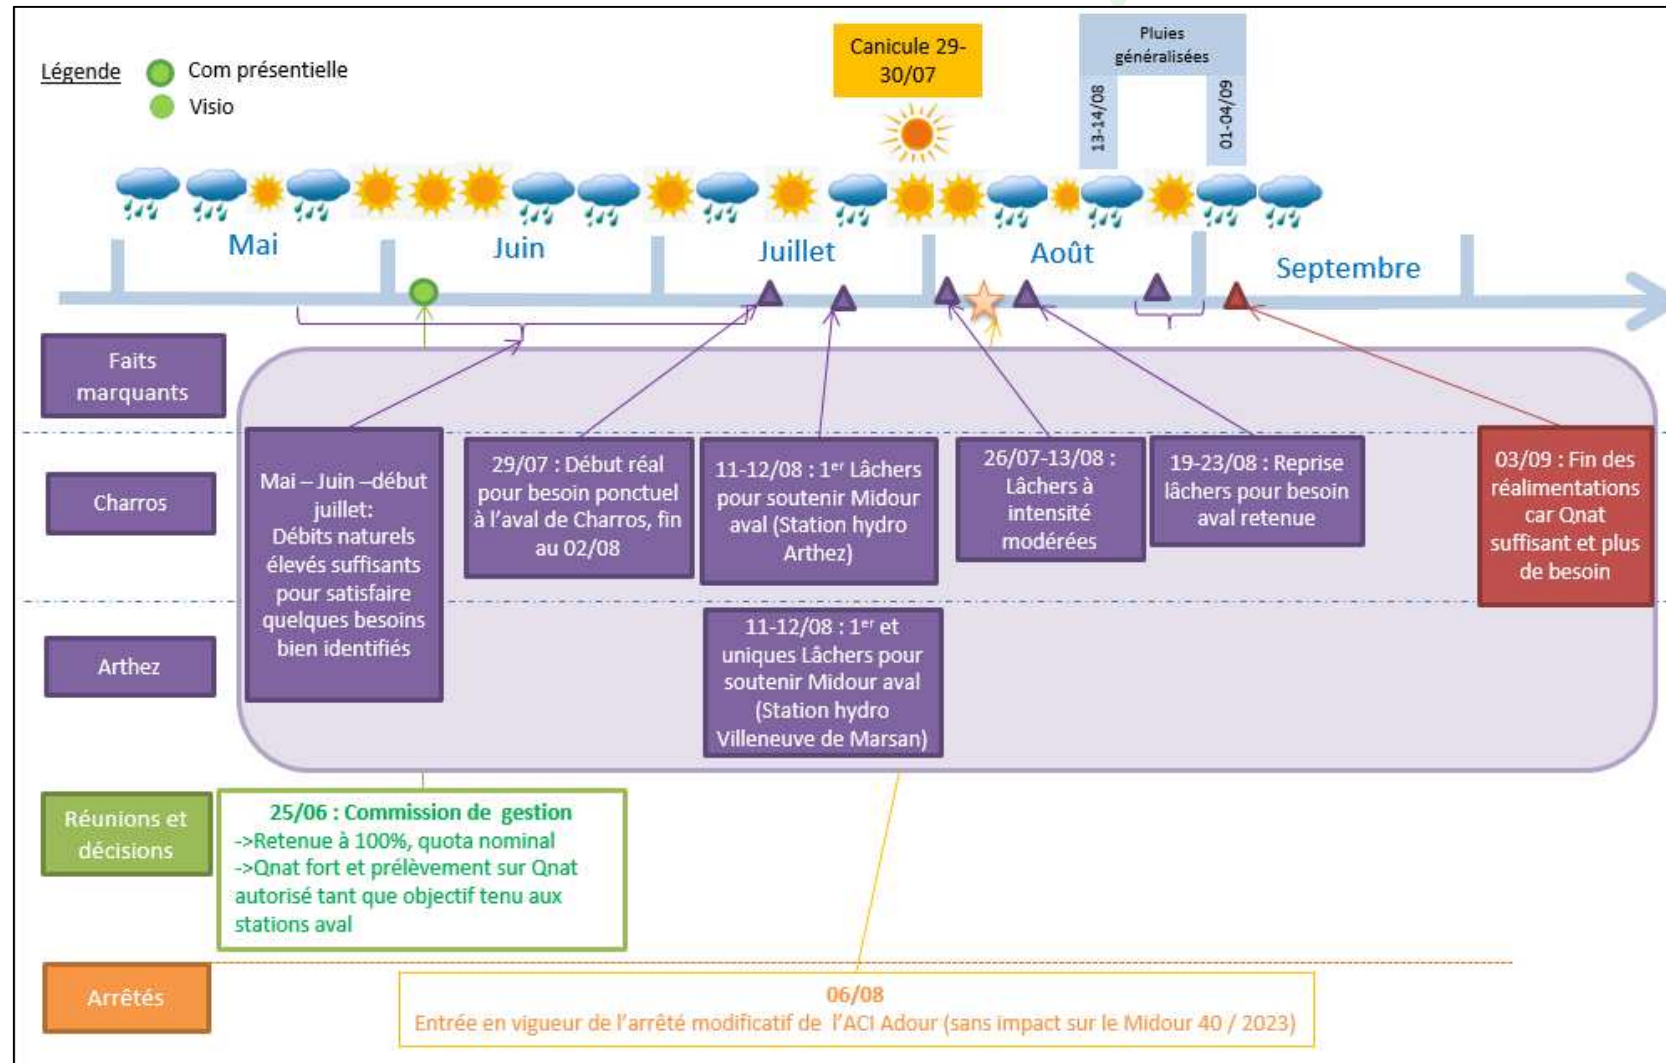 Légende
Com présentielle
Visio
Canicule 29-
30/07
Pluies
généralisées
13-14/08
01-04/09
Mai
Juin
Juillet
Août
Septembre
Faits
marquants
Charros
Arthez
Mai – Juin –début
juillet:
Débits naturels
élevés suffisants
pour satisfaire
quelques besoins
bien identifiés
29/07 : Début réal
pour besoin ponctuel
à l'aval de Charros, fin
au 02/08
11-12/08 : 1er Lâchers
pour soutenir Midour
aval (Station hydro
Arthez)
26/07-13/08 :
Lâchers à
intensité
modérées
19-23/08 : Reprise
lâchers pour besoin
aval retenue
03/09 : Fin des
réalimentations
car Qnat
suffisant et plus
de besoin
11-12/08 : 1er et
uniques Lâchers pour
soutenir Midour aval
(Station hydro
Villeneuve de Marsan)
Réunions et
décisions
25/06 : Commission de gestion
->Retenue à 100%, quota nominal
->Qnat fort et prélèvement sur Qnat
autorisé tant que objectif tenu aux
stations aval
Arrêtés
06/08
Entrée en vigueur de l'arrêté modificatif de l'ACI Adour (sans impact sur le Midour 40 / 2023)